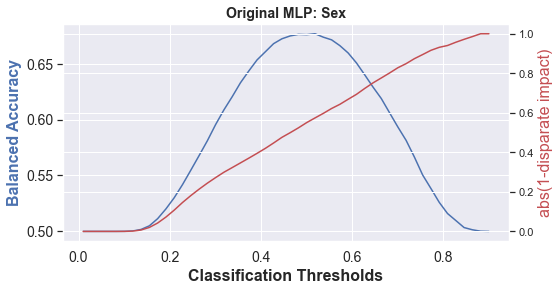 Original MLP: Sex
Balanced Accuracy
0.65
0.60
0.55
0.50
1.0
0.8
0.6
0.4
0.2
0.0
abs(1-disparate impact)
0.0 0.2 0.4 0.6 0.8
Classification Thresholds